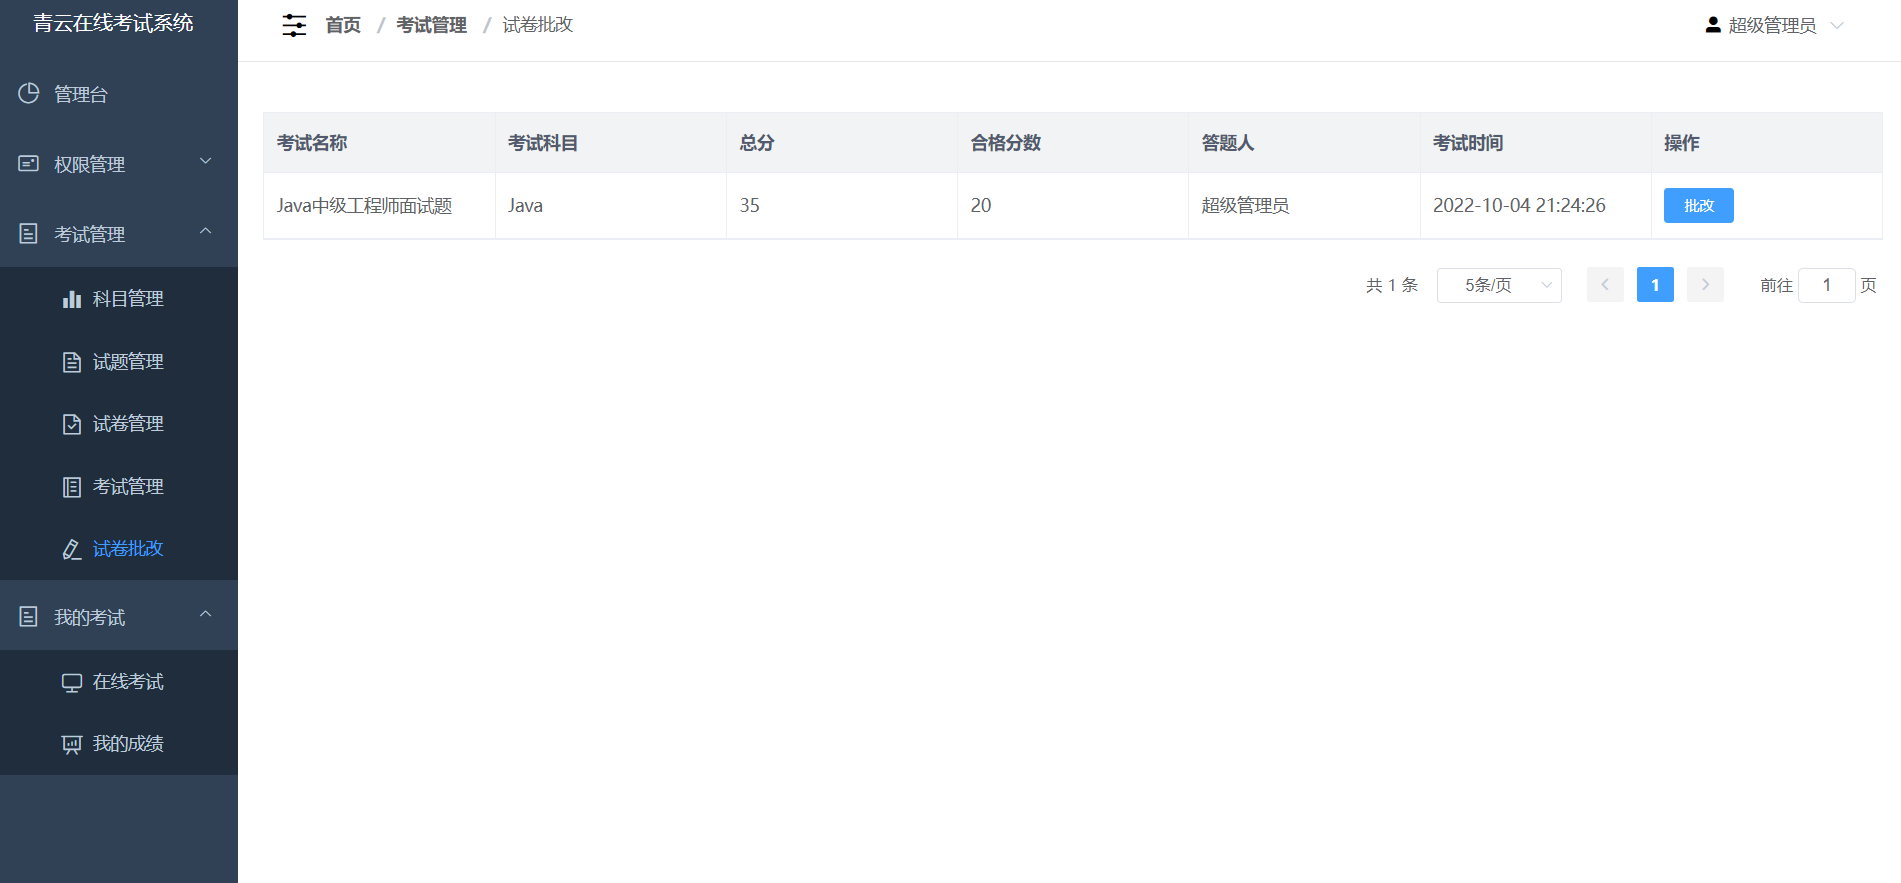 青云在线考试系统
管理台
权限管理
考试管理
科目管理
试题管理
试卷管理
考试管理
试卷批改
我的考试
在线考试
我的成绩
首页 / 考试管理 / 试卷批改
超级管理员
考试名称 考试科目 总分 合格分数 答题人 考试时间 操作
Java中级工程师面试题 Java 35 20 超级管理员 2022-10-04 21:24:26 批改
共 1 条 5条/页 1 前往 1 页